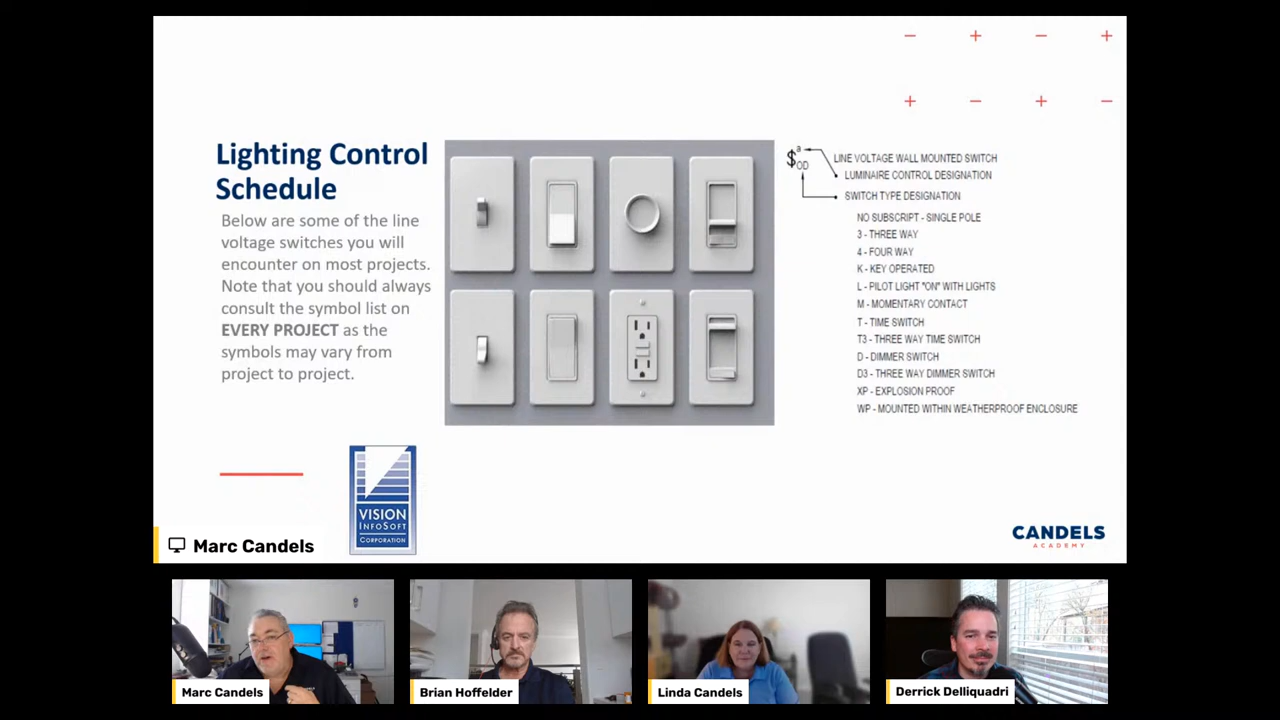 Lighting Control
Schedule
Below are some of the line
voltage switches you will
encounter on most projects.
Note that you should always
consult the symbol list on
EVERY PROJECT as the
symbols may vary from
project to project.
$ a
OD
LINE VOLTAGE WALL MOUNTED SWITCH
LUMINAIRE CONTROL DESIGNATION
SWITCH TYPE DESIGNATION
NO SUBSCRIPT - SINGLE POLE
3 - THREE WAY
4 - FOUR WAY
K - KEY OPERATED
L - PILOT LIGHT "ON" WITH LIGHTS
M - MOMENTARY CONTACT
T - TIME SWITCH
T3 - THREE WAY TIME SWITCH
D - DIMMER SWITCH
D3 - THREE WAY DIMMER SWITCH
XP - EXPLOSION PROOF
WP - MOUNTED WITHIN WEATHERPROOF ENCLOSURE
VISION
INFOSOFT
CORPORATION
CANDELS
ACADEMY
Marc Candels
Marc Candels
Brian Hoffelder
Linda Candels
Derrick Delliquadri